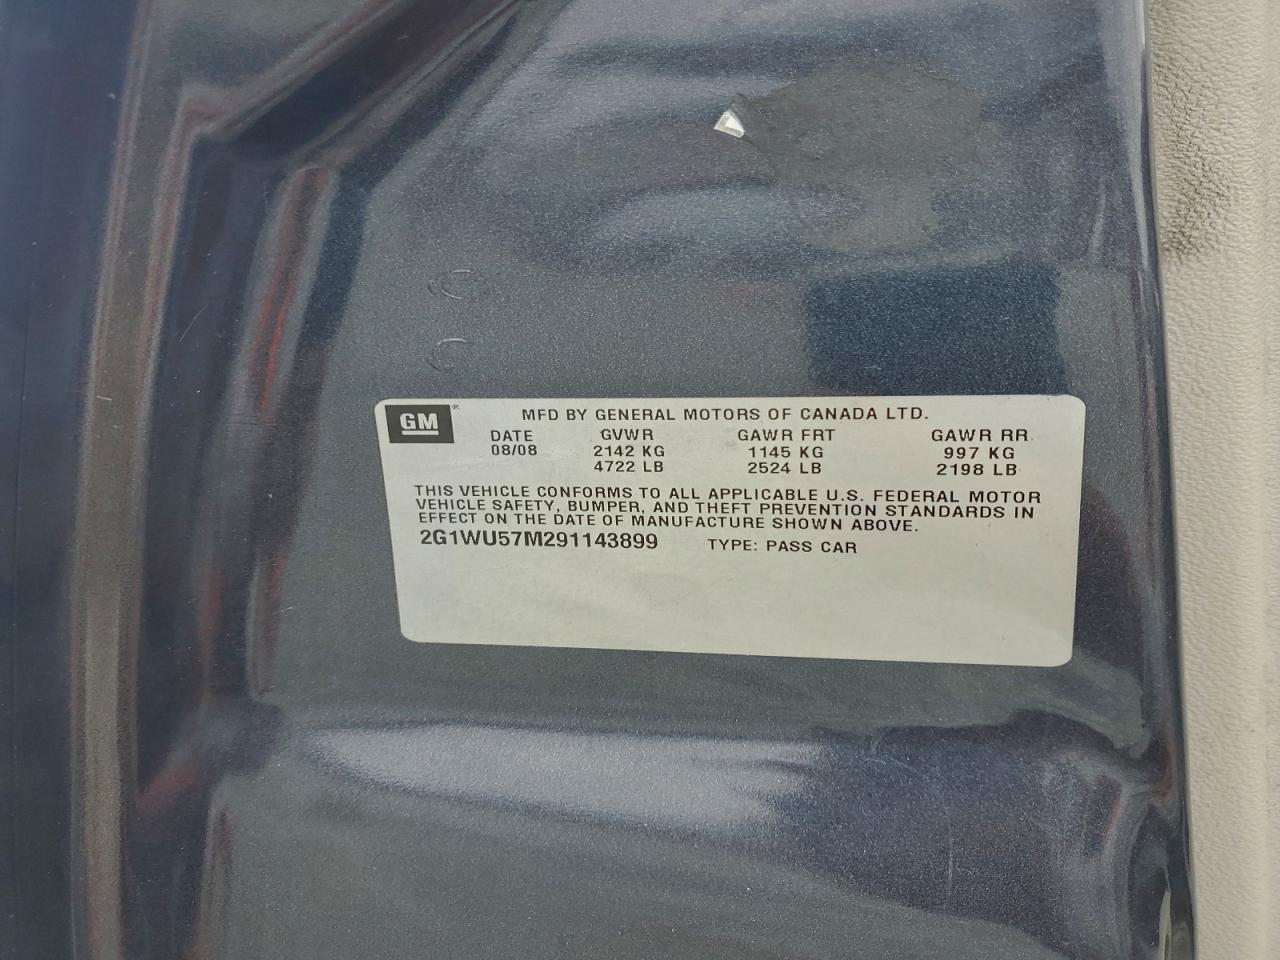 GM ® MFD BY GENERAL MOTORS OF CANADA LTD.
DATE GVWR GAWR FRT GAWR RR
08/08 2142 KG 1145 KG 997 KG
4722 LB 2524 LB 2198 LB
THIS VEHICLE CONFORMS TO ALL APPLICABLE U.S. FEDERAL MOTOR
VEHICLE SAFETY, BUMPER, AND THEFT PREVENTION STANDARDS IN
EFFECT ON THE DATE OF MANUFACTURE SHOWN ABOVE.
2G1WU57M291143899 TYPE: PASS CAR